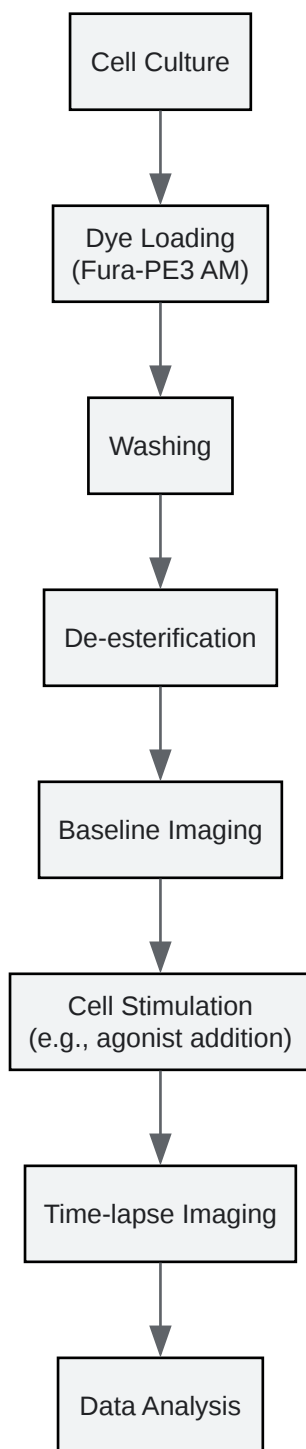 Cell Culture
Dye Loading
(Fura-PE3 AM)
Washing
De-esterification
Baseline Imaging
Cell Stimulation
(e.g., agonist addition)
Time-lapse Imaging
Data Analysis